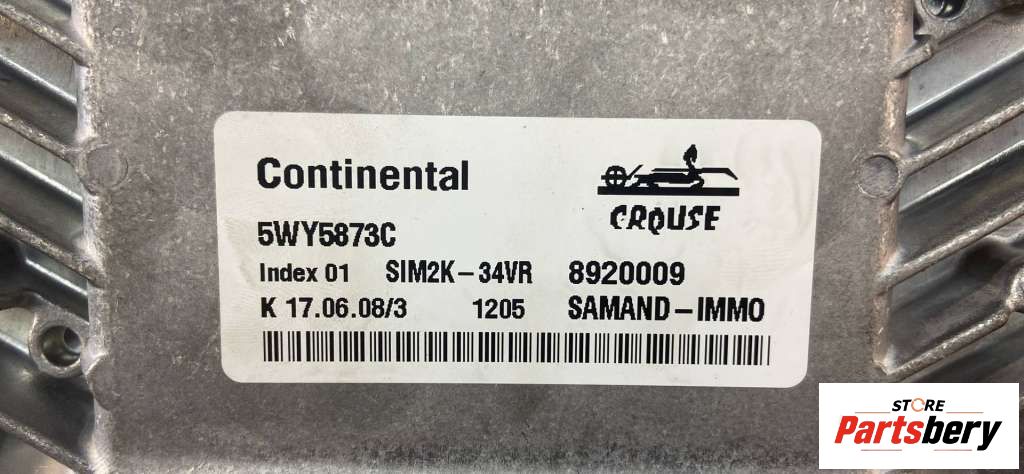 Continental
CROUSE
5WY5873C
Index 01 SIM2K-34VR 8920009
K 17.06.08/3 1205 SAMAND-IMMO
STORE
Partsbery